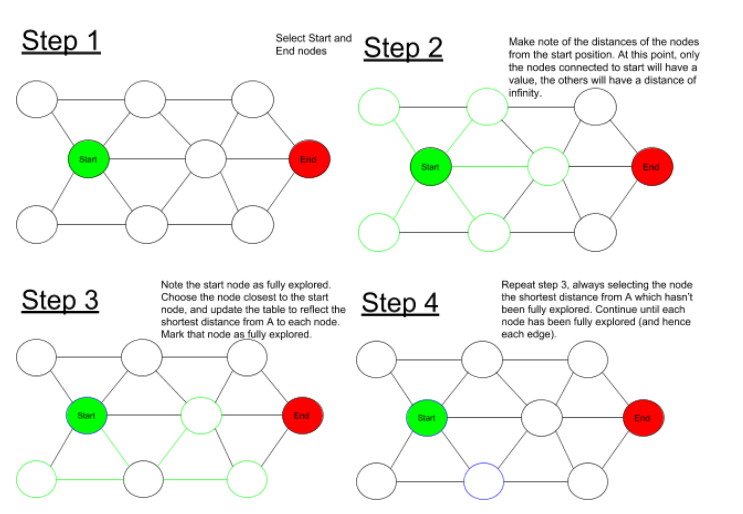 Step 1
Select Start and
End nodes
Start
End
Step 2
Make note of the distances of the nodes
from the start position. At this point, only
the nodes connected to start will have a
value, the others will have a distance of
infinity.
Start
End
Step 3
Note the start node as fully explored.
Choose the node closest to the start
node, and update the table to reflect the
shortest distance from A to each node.
Mark that node as fully explored.
Start
End
Step 4
Repeat step 3, always selecting the node
the shortest distance from A which hasn't
been fully explored. Continue until each
node has been fully explored (and hence
each edge).
Start
End